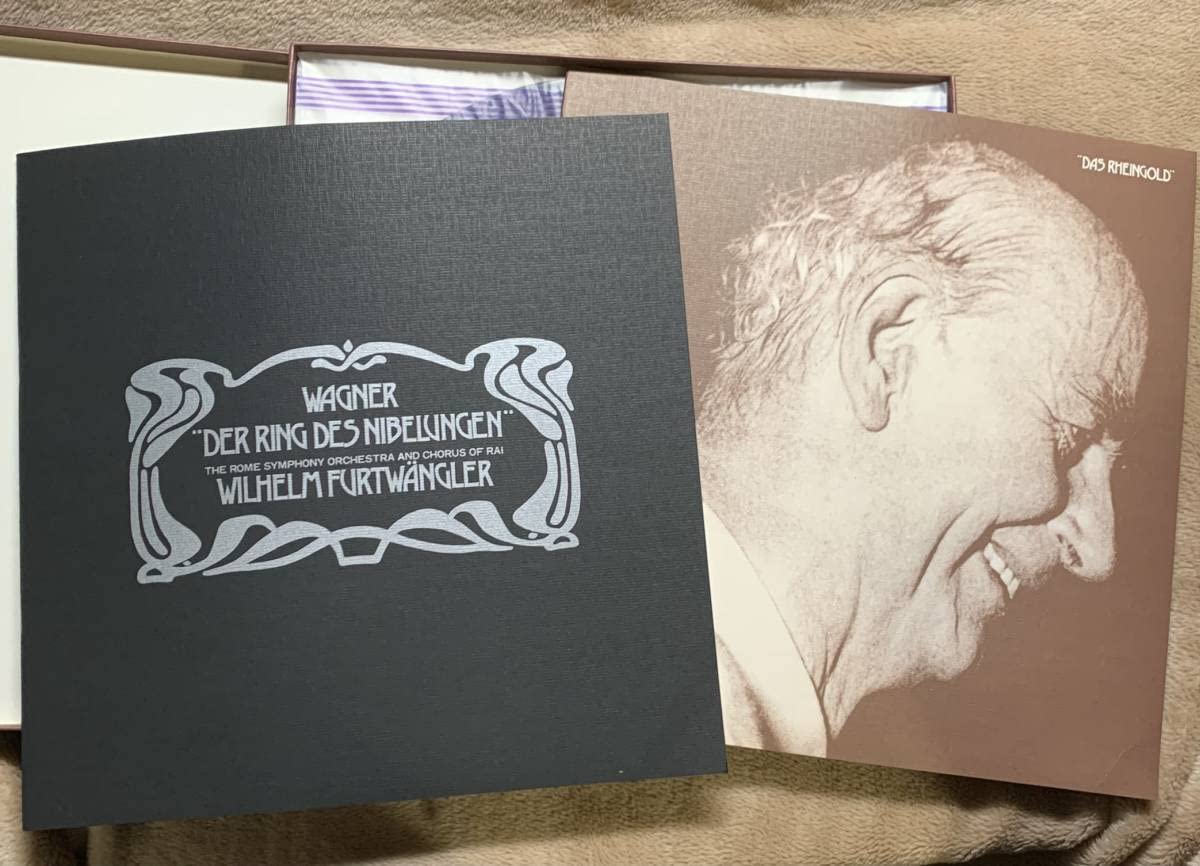 WAGNER
"DER RING DES NIBELUNGEN"
THE ROME SYMPHONY ORCHESTRA AND CHORUS OF RAI
WILHELM FURTWÄNGLER
"DAS RHEINGOLD"